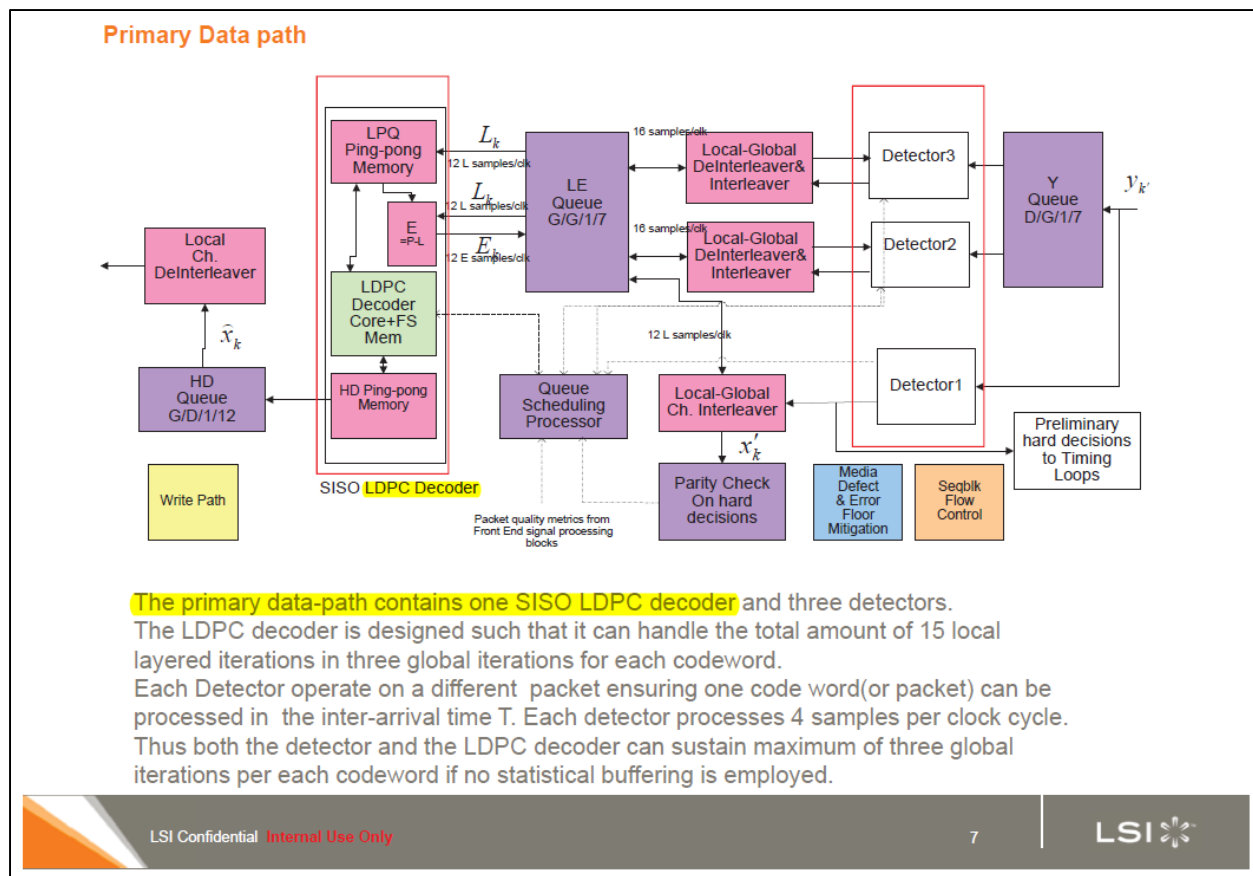 Primary Data path
LPQ
Ping-pong
Memory
L_k
12 L samples/clk
L_k
12 L samples/clk
E
=P-L
E_k
12 E samples/clk
LE
Queue
G/G/1/7
16 samples/clk
Local-Global
DeInterleaver&
Interleaver
Detector3
Y
Queue
D/G/1/7
y_k'
16 samples/clk
Local-Global
DeInterleaver&
Interleaver
Detector2
Local
Ch.
DeInterleaver
LDPC
Decoder
Core+FS
Mem
x̂_k
12 L samples/clk
HD
Queue
G/D/1/12
HD Ping-pong
Memory
Queue
Scheduling
Processor
Local-Global
Ch. Interleaver
Detector1
Preliminary
hard decisions
to Timing
Loops
x'_k
Write Path
SISO LDPC Decoder
Packet quality metrics from
Front End signal processing
blocks
Parity Check
On hard
decisions
Media
Defect
& Error
Floor
Mitigation
Seqblk
Flow
Control
The primary data-path contains one SISO LDPC decoder and three detectors.
The LDPC decoder is designed such that it can handle the total amount of 15 local
layered iterations in three global iterations for each codeword.
Each Detector operate on a different packet ensuring one code word(or packet) can be
processed in the inter-arrival time T. Each detector processes 4 samples per clock cycle.
Thus both the detector and the LDPC decoder can sustain maximum of three global
iterations per each codeword if no statistical buffering is employed.
LSI Confidential Internal Use Only
7
LSI